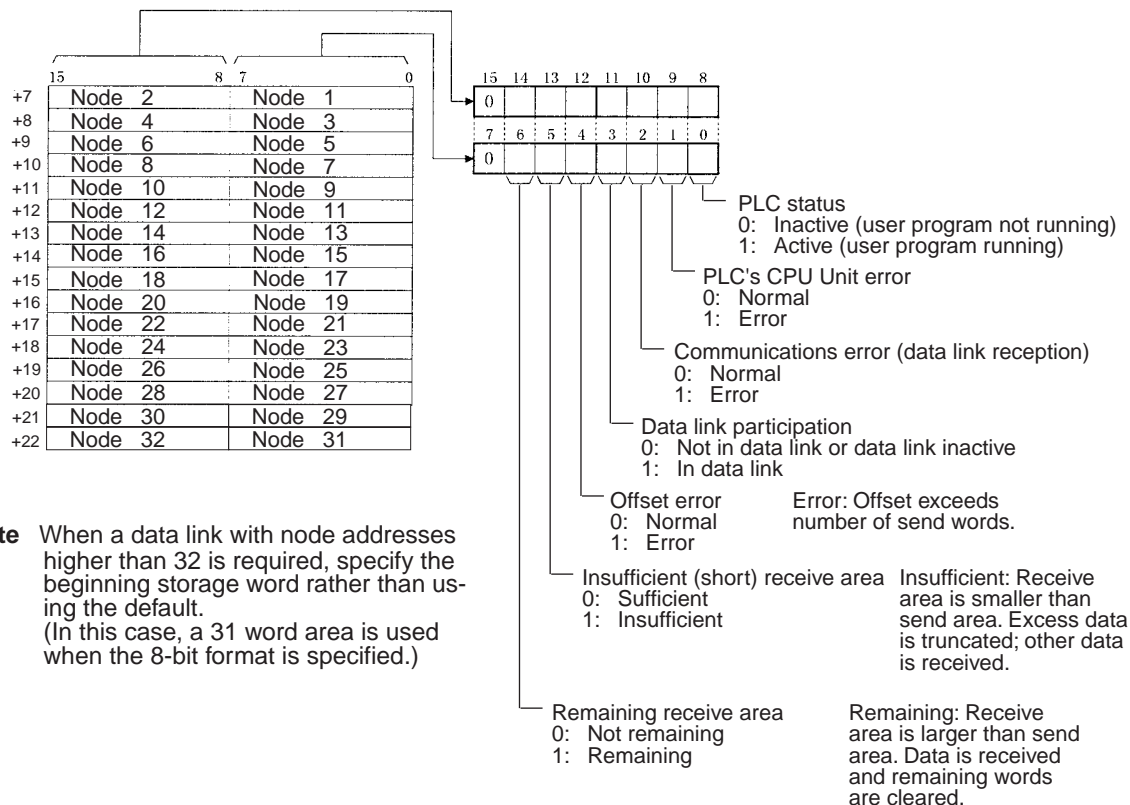 15 8 7 0
+7 Node 2 Node 1
+8 Node 4 Node 3
+9 Node 6 Node 5
+10 Node 8 Node 7
+11 Node 10 Node 9
+12 Node 12 Node 11
+13 Node 14 Node 13
+14 Node 16 Node 15
+15 Node 18 Node 17
+16 Node 20 Node 19
+17 Node 22 Node 21
+18 Node 24 Node 23
+19 Node 26 Node 25
+20 Node 28 Node 27
+21 Node 30 Node 29
+22 Node 32 Node 31
15 14 13 12 11 10 9 8
0
7 6 5 4 3 2 1 0
0
PLC status
0: Inactive (user program not running)
1: Active (user program running)
PLC's CPU Unit error
0: Normal
1: Error
Communications error (data link reception)
0: Normal
1: Error
Data link participation
0: Not in data link or data link inactive
1: In data link
Offset error
0: Normal
1: Error
Error: Offset exceeds
number of send words.
Insufficient (short) receive area
0: Sufficient
1: Insufficient
Insufficient: Receive
area is smaller than
send area. Excess data
is truncated; other data
is received.
Remaining receive area
0: Not remaining
1: Remaining
Remaining: Receive
area is larger than send
area. Data is received
and remaining words
are cleared.
te When a data link with node addresses
higher than 32 is required, specify the
beginning storage word rather than us-
ing the default.
(In this case, a 31 word area is used
when the 8-bit format is specified.)